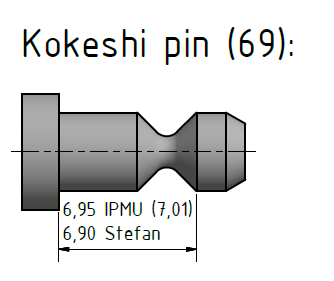 Kokeshi pin (69):
6,95 IPMU (7,01)
6,90 Stefan